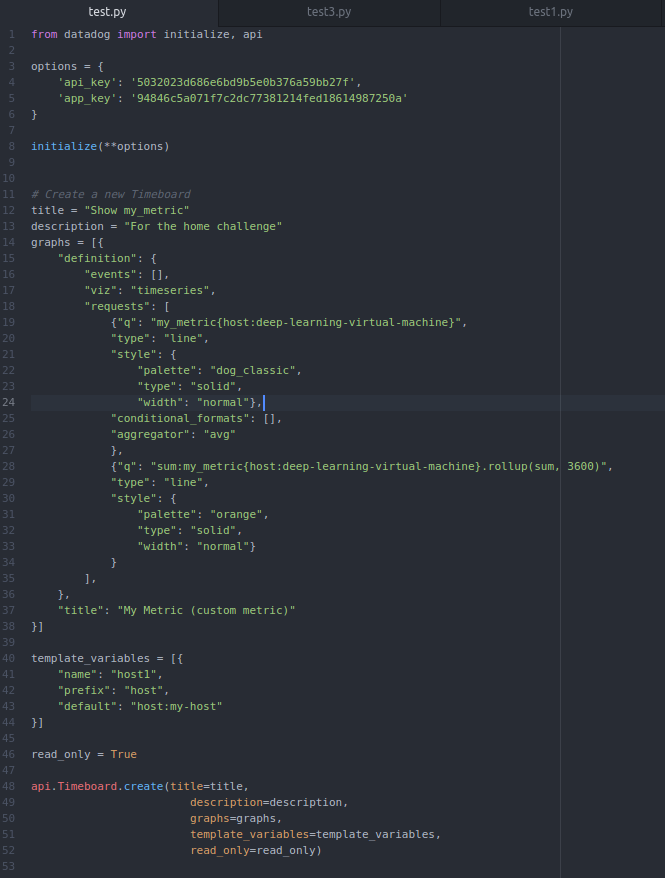 test.py test3.py test1.py
1 from datadog import initialize, api
2
3 options = {
4     'api_key': '5032023d686e6bd9b5e0b376a59bb27f',
5     'app_key': '94846c5a071f7c2dc77381214fed18614987250a'
6 }
7
8 initialize(**options)
9
10
11 # Create a new Timeboard
12 title = "Show my_metric"
13 description = "For the home challenge"
14 graphs = [{
15     "definition": {
16         "events": [],
17         "viz": "timeseries",
18         "requests": [
19             {"q": "my_metric{host:deep-learning-virtual-machine}",
20             "type": "line",
21             "style": {
22                 "palette": "dog_classic",
23                 "type": "solid",
24                 "width": "normal"},
25             "conditional_formats": [],
26             "aggregator": "avg"
27             },
28             {"q": "sum:my_metric{host:deep-learning-virtual-machine}.rollup(sum, 3600)",
29             "type": "line",
30             "style": {
31                 "palette": "orange",
32                 "type": "solid",
33                 "width": "normal"}
34             }
35         ],
36     },
37     "title": "My Metric (custom metric)"
38 }]
39
40 template_variables = [{
41     "name": "host1",
42     "prefix": "host",
43     "default": "host:my-host"
44 }]
45
46 read_only = True
47
48 api.Timeboard.create(title=title,
49                         description=description,
50                         graphs=graphs,
51                         template_variables=template_variables,
52                         read_only=read_only)
53